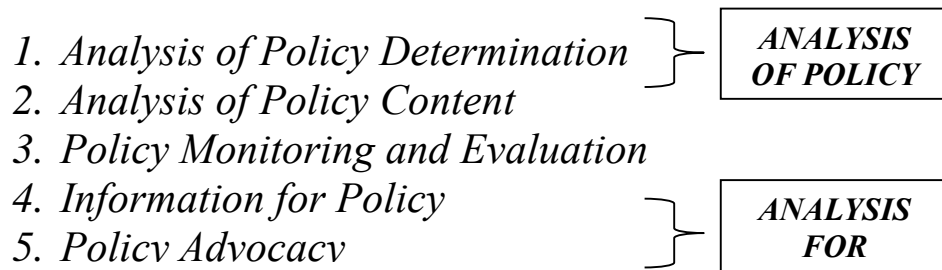 1. Analysis of Policy Determination
2. Analysis of Policy Content
3. Policy Monitoring and Evaluation
4. Information for Policy
5. Policy Advocacy
ANALYSIS
OF POLICY
ANALYSIS
FOR